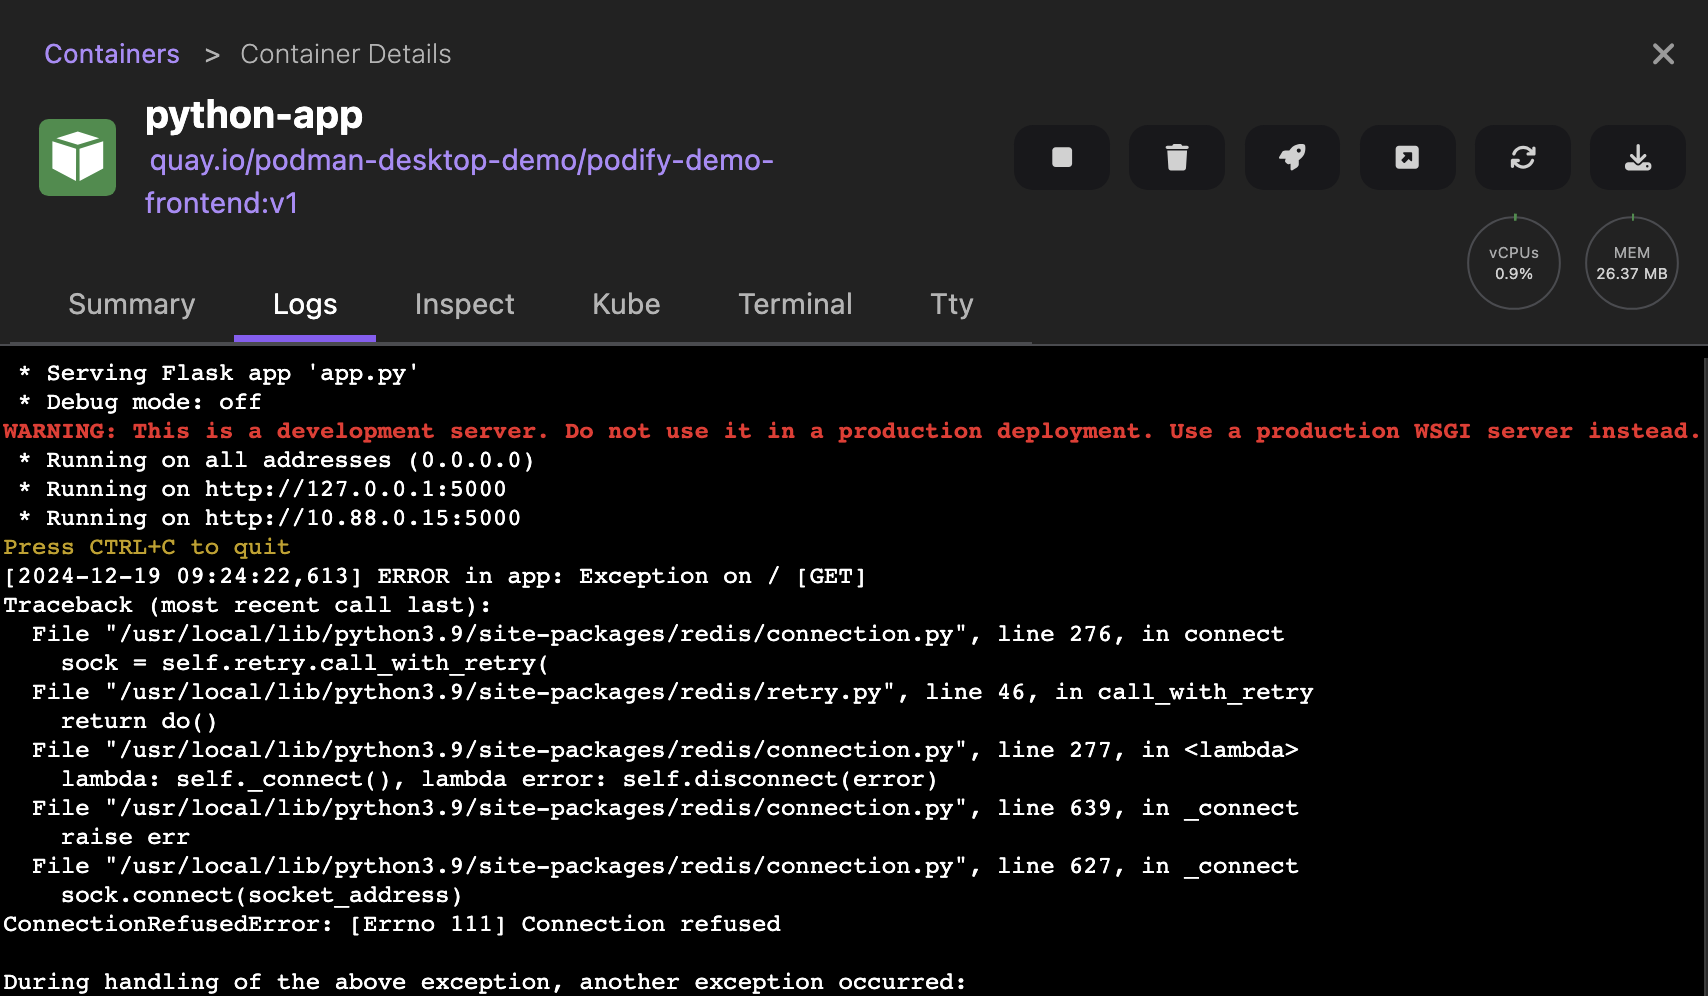 Containers > Container Details
python-app
quay.io/podman-desktop-demo/podify-demo-
frontend:v1
vCPUs
0.9%
MEM
26.37 MB
Summary Logs Inspect Kube Terminal Tty
* Serving Flask app 'app.py'
* Debug mode: off
WARNING: This is a development server. Do not use it in a production deployment. Use a production WSGI server instead.
* Running on all addresses (0.0.0.0)
* Running on http://127.0.0.1:5000
* Running on http://10.88.0.15:5000
Press CTRL+C to quit
[2024-12-19 09:24:22,613] ERROR in app: Exception on / [GET]
Traceback (most recent call last):
  File "/usr/local/lib/python3.9/site-packages/redis/connection.py", line 276, in connect
    sock = self.retry.call_with_retry(
  File "/usr/local/lib/python3.9/site-packages/redis/retry.py", line 46, in call_with_retry
    return do()
  File "/usr/local/lib/python3.9/site-packages/redis/connection.py", line 277, in <lambda>
    lambda: self._connect(), lambda error: self.disconnect(error)
  File "/usr/local/lib/python3.9/site-packages/redis/connection.py", line 639, in _connect
    raise err
  File "/usr/local/lib/python3.9/site-packages/redis/connection.py", line 627, in _connect
    sock.connect(socket_address)
ConnectionRefusedError: [Errno 111] Connection refused
During handling of the above exception, another exception occurred: